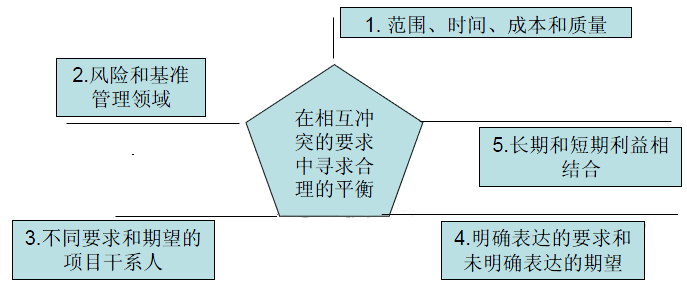 1. 范围、时间、成本和质量
2.风险和基准
管理领域
在相互冲
突的要求
中寻求合
理的平衡
5.长期和短期利益相
结合
3.不同要求和期望的
项目干系人
4.明确表达的要求和
未明确表达的期望